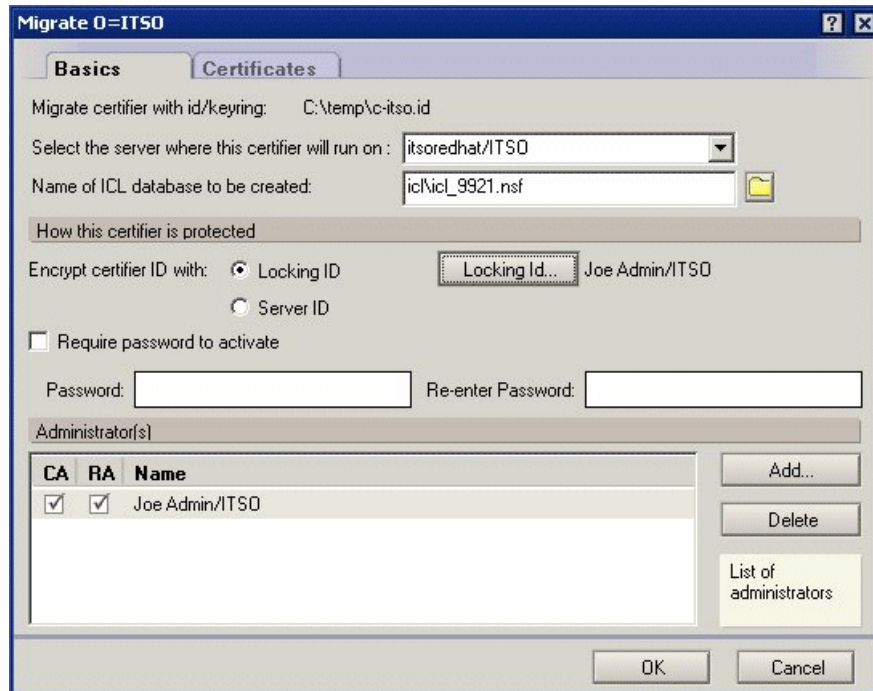 Migrate O=ITSO
Basics Certificates
Migrate certifier with id/keyring: C:\temp\c-itso.id
Select the server where this certifier will run on : itsoredhat/ITSO
Name of ICL database to be created: icl\icl_9921.nsf
How this certifier is protected
Encrypt certifier ID with: Locking ID Locking Id... Joe Admin/ITSO
Server ID
Require password to activate
Password: Re-enter Password:
Administrator(s)
CA RA Name Add...
Joe Admin/ITSO
Delete
List of
administrators
OK Cancel